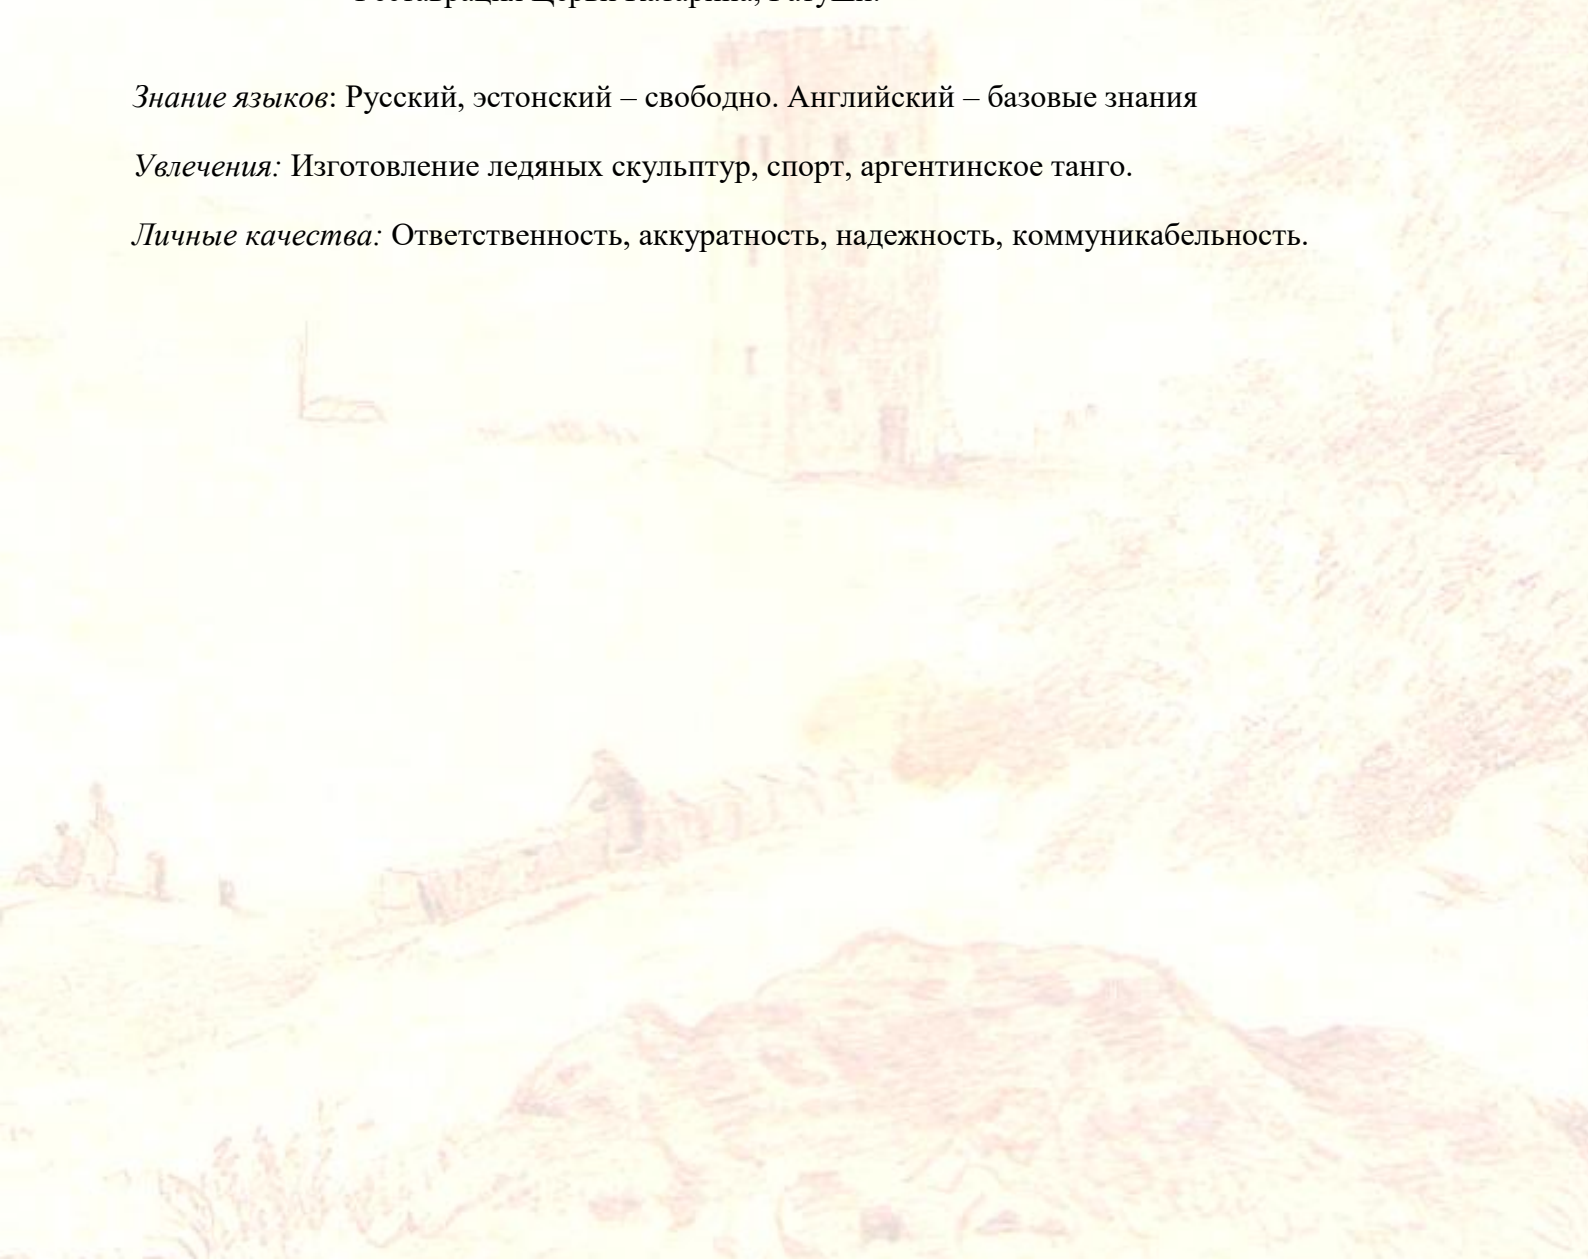 Знание языков: Русский, эстонский – свободно. Английский – базовые знания
Увлечения: Изготовление ледяных скульптур, спорт, аргентинское танго.
Личные качества: Ответственность, аккуратность, надежность, коммуникабельность.